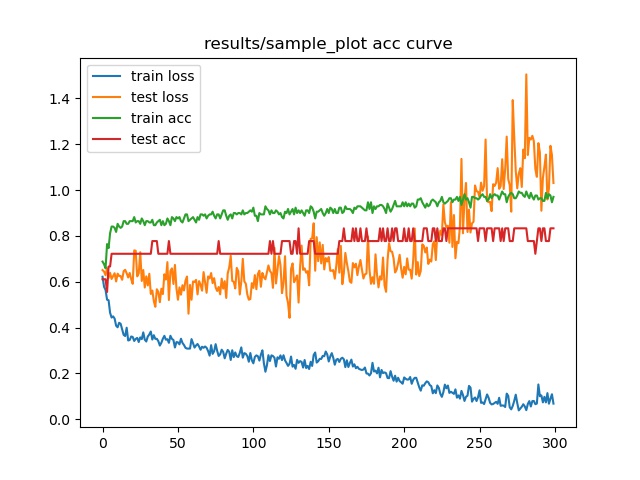 results/sample_plot acc curve
train loss
test loss
train acc
test acc
1.4
1.2
1.0
0.8
0.6
0.4
0.2
0.0
0 50 100 150 200 250 300